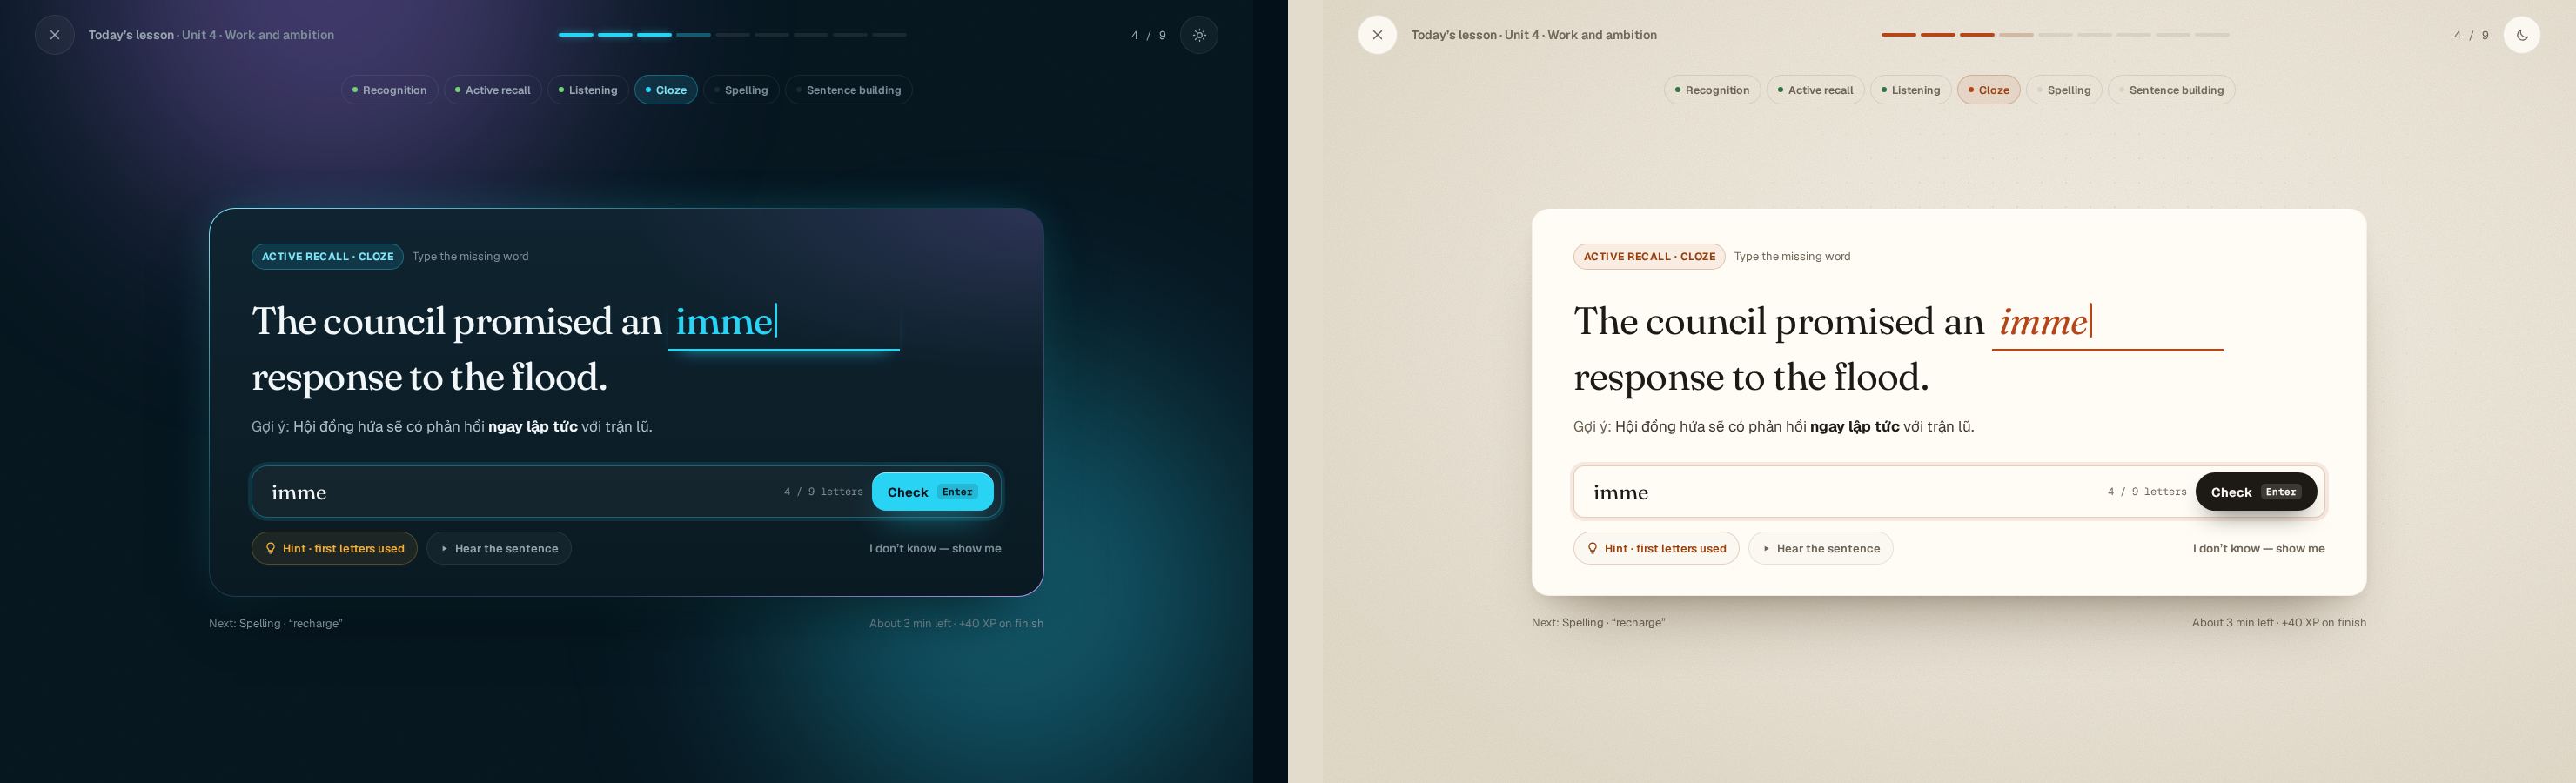 Today's lesson · Unit 4 · Work and ambition
4 / 9
Recognition
Active recall
Listening
Cloze
Spelling
Sentence building
ACTIVE RECALL · CLOZE
Type the missing word
The council promised an imme
response to the flood.
Gợi ý: Hội đồng hứa sẽ có phản hồi ngay lập tức với trận lũ.
imme
4 / 9 letters
Check Enter
Hint · first letters used
Hear the sentence
I don't know — show me
Next: Spelling · “recharge”
About 3 min left · +40 XP on finish
Today's lesson · Unit 4 · Work and ambition
4 / 9
Recognition
Active recall
Listening
Cloze
Spelling
Sentence building
ACTIVE RECALL · CLOZE
Type the missing word
The council promised an imme
response to the flood.
Gợi ý: Hội đồng hứa sẽ có phản hồi ngay lập tức với trận lũ.
imme
4 / 9 letters
Check Enter
Hint · first letters used
Hear the sentence
I don't know — show me
Next: Spelling · “recharge”
About 3 min left · +40 XP on finish